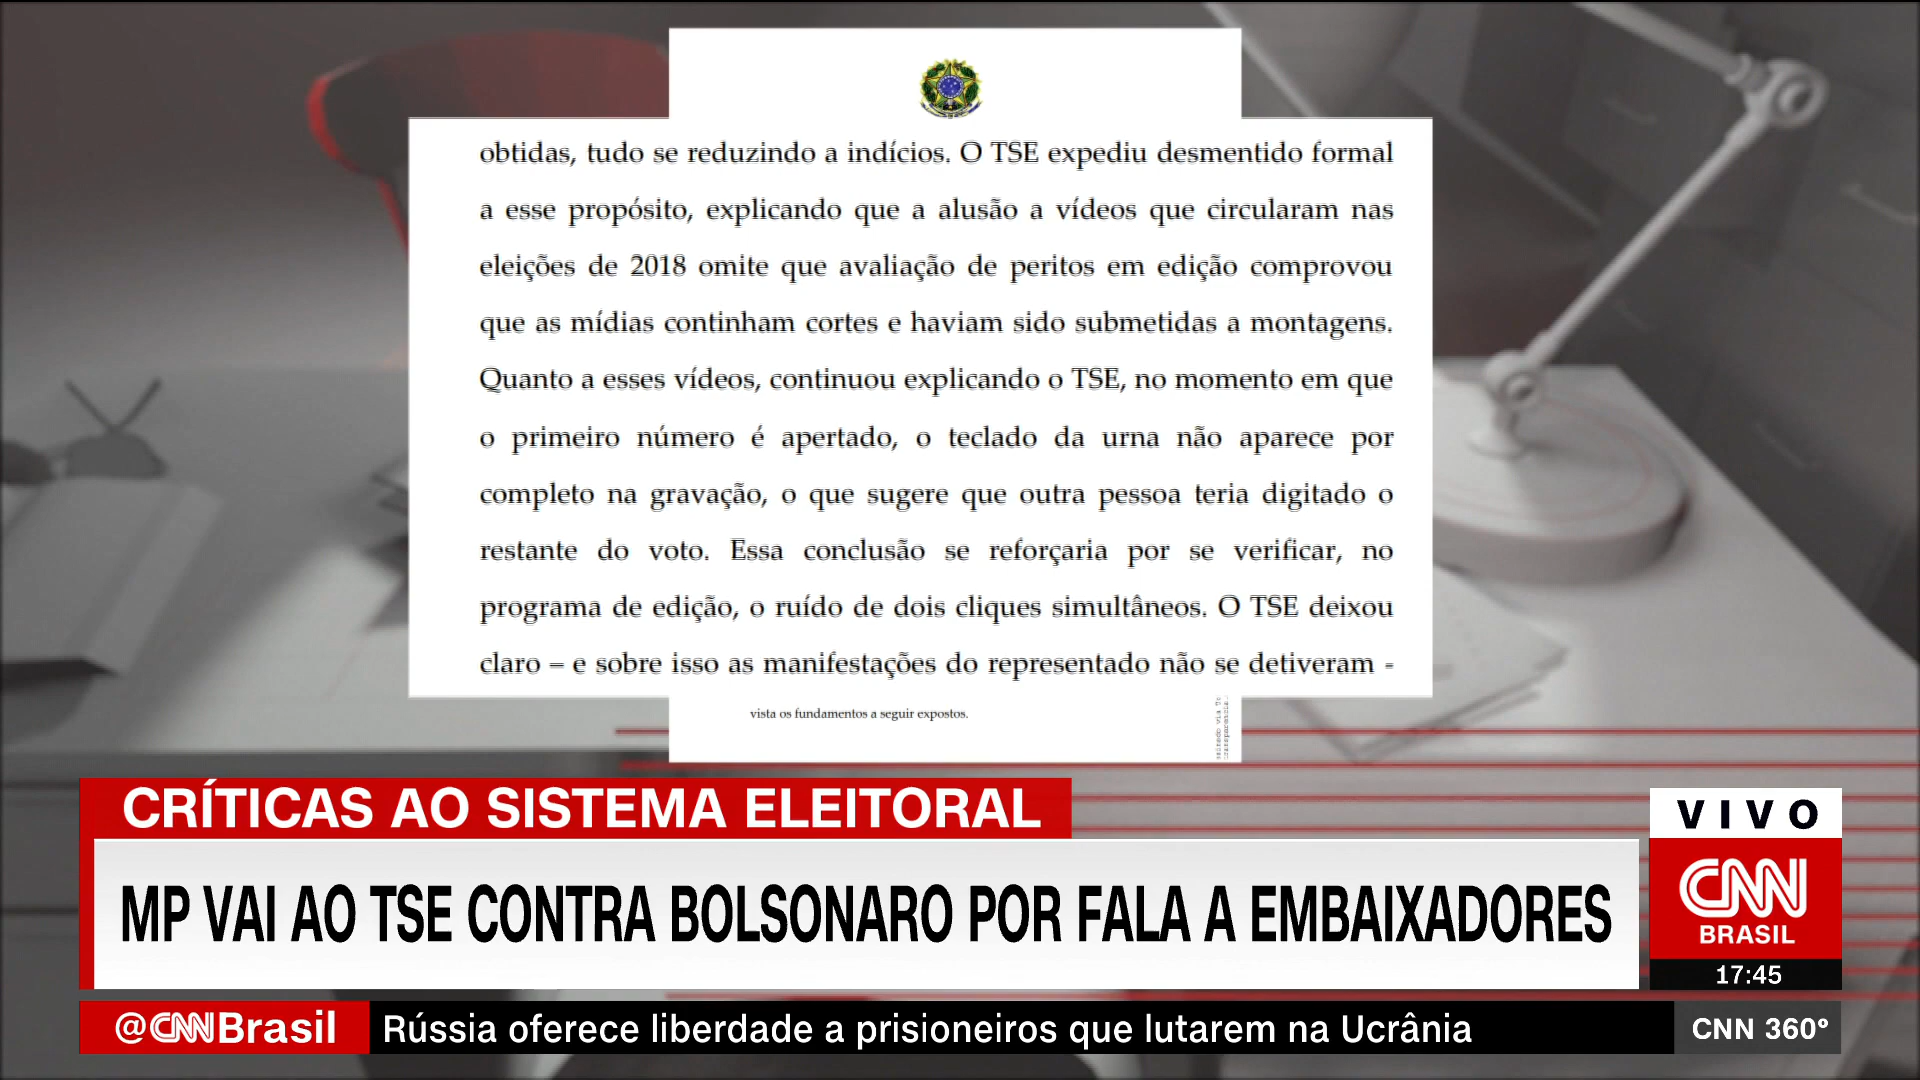 obtidas, tudo se reduzindo a indícios. O TSE expediu desmentido formal
a esse propósito, explicando que a alusão a vídeos que circularam nas
eleições de 2018 omite que avaliação de peritos em edição comprovou
que as mídias continham cortes e haviam sido submetidas a montagens.
Quanto a esses vídeos, continuou explicando o TSE, no momento em que
o primeiro número é apertado, o teclado da urna não aparece por
completo na gravação, o que sugere que outra pessoa teria digitado o
restante do voto. Essa conclusão se reforçaria por se verificar, no
programa de edição, o ruído de dois cliques simultâneos. O TSE deixou
claro – e sobre isso as manifestações do representado não se detiveram -
vista os fundamentos a seguir expostos.
CRÍTICAS AO SISTEMA ELEITORAL
MP VAI AO TSE CONTRA BOLSONARO POR FALA A EMBAIXADORES
VIVO
CNN
BRASIL
17:45
@CNNBrasil
Rússia oferece liberdade a prisioneiros que lutarem na Ucrânia
CNN 360°